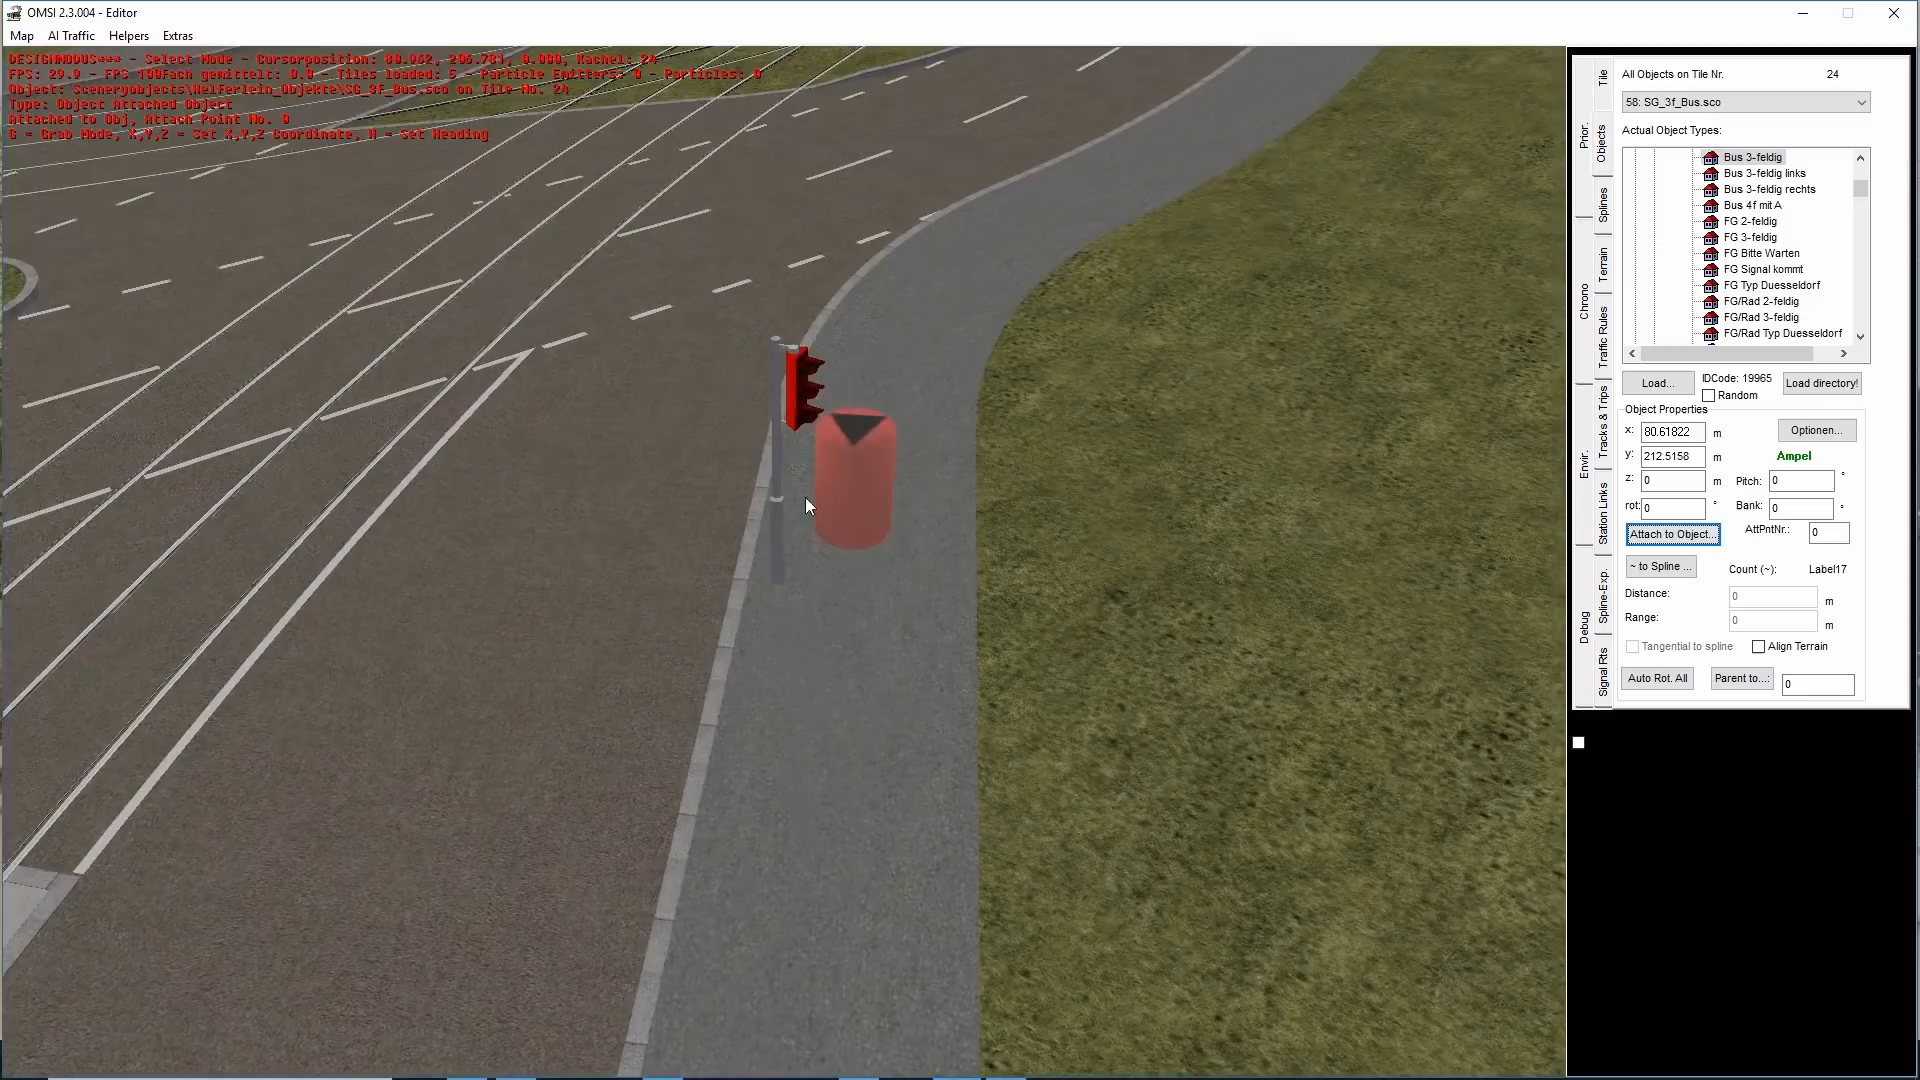 OMSI 2.3.004 - Editor
Map AI Traffic Helpers Extras
DESIGNMODUS*** - Select Mode - Cursorposition: 80.962, 206.781, 0.000, Kachel: 24
FPS: 29.9 - FPS 100fach gemittelt: 0.0 - Tiles loaded: 5 - Particle Emitters: 0 - Particles: 0
Object: Sceneryobjects\Helferlein_Objekte\SG_3f_Bus.sco on Tile No. 24
Type: Object Attached Object
Attached to Obj, Attach Point No. 0
G = Grab Mode, X,Y,Z = Set X,Y,Z Coordinate, H = Set Heading
Tile
Objects
Splines
Terrain
Traffic Rules
Tracks & Trips
Station Links
Spline-Exp.
Signal Rts
Prior.
Chrono
Envir.
Debug
All Objects on Tile Nr. 24
58: SG_3f_Bus.sco
Actual Object Types:
Bus 3-feldig
Bus 3-feldig links
Bus 3-feldig rechts
Bus 4f mit A
FG 2-feldig
FG 3-feldig
FG Bitte Warten
FG Signal kommt
FG Typ Duesseldorf
FG/Rad 2-feldig
FG/Rad 3-feldig
FG/Rad Typ Duesseldorf
Load... IDCode: 19965 Load directory!
Random
Object Properties
x: 80.61822 m Optionen...
y: 212.5158 m Ampel
z: 0 m Pitch: 0 °
rot: 0 ° Bank: 0 °
Attach to Object... AttPntNr.: 0
~ to Spline ... Count (~): Label17
Distance: 0 m
Range: 0 m
Tangential to spline Align Terrain
Auto Rot. All Parent to...: 0